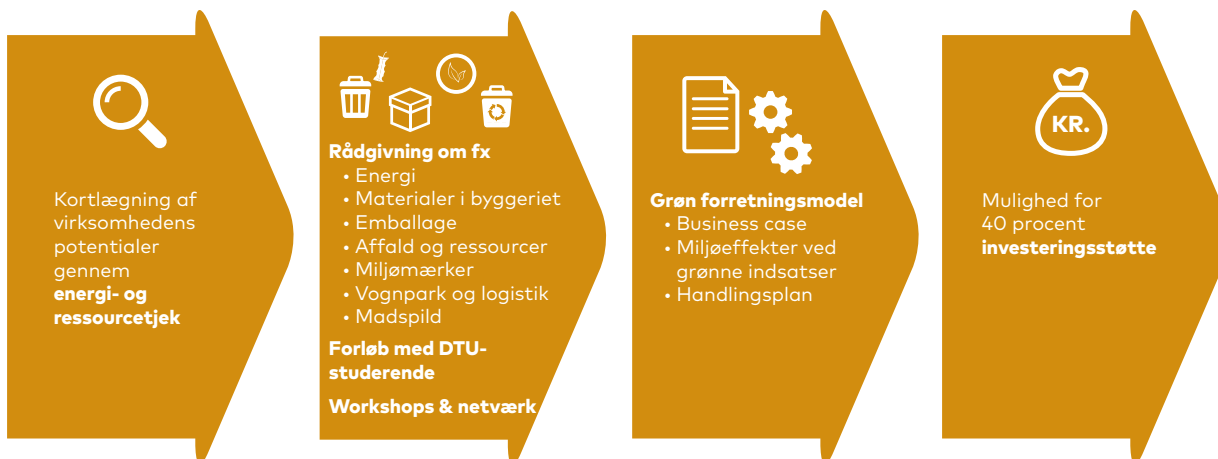 Kortlægning af
virksomhedens
potentialer
gennem
energi- og
ressourcetjek
Rådgivning om fx
• Energi
• Materialer i byggeriet
• Emballage
• Affald og ressourcer
• Miljømærker
• Vognpark og logistik
• Madspild
Forløb med DTU-
studerende
Workshops & netværk
Grøn forretningsmodel
• Business case
• Miljøeffekter ved
grønne indsatser
• Handlingsplan
KR.
Mulighed for
40 procent
investeringsstøtte